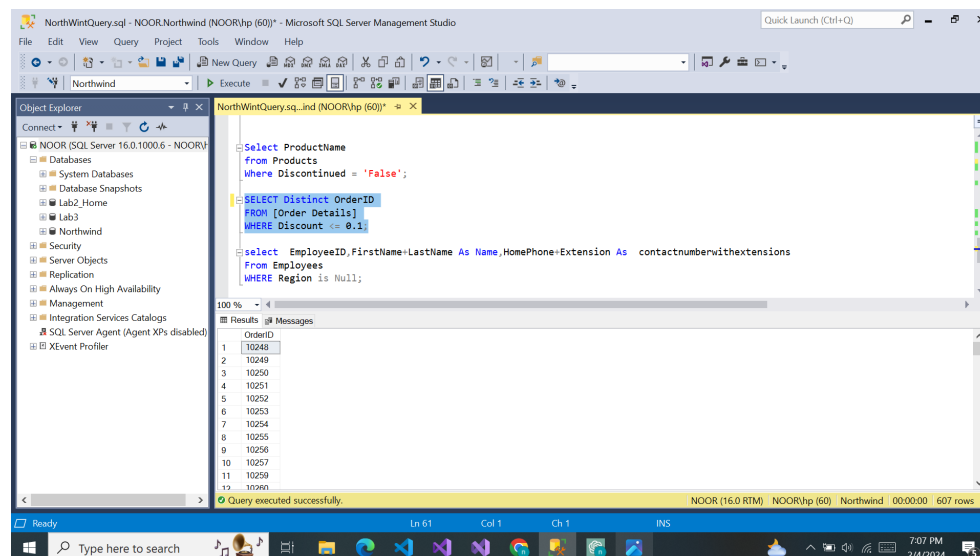 NorthWintQuery.sql - NOOR.Northwind (NOOR\hp (60))* - Microsoft SQL Server Management Studio
Quick Launch (Ctrl+Q)
File Edit View Query Project Tools Window Help
New Query
Northwind
Execute
Object Explorer
NorthWintQuery.sq...ind (NOOR\hp (60))*
Connect
NOOR (SQL Server 16.0.1000.6 - NOOR\
Databases
System Databases
Database Snapshots
Lab2_Home
Lab3
Northwind
Security
Server Objects
Replication
Always On High Availability
Management
Integration Services Catalogs
SQL Server Agent (Agent XPs disabled)
XEvent Profiler
Select ProductName
from Products
Where Discontinued = 'False';
SELECT Distinct OrderID
FROM [Order Details]
WHERE Discount <= 0.1;
select EmployeeID,FirstName+LastName As Name,HomePhone+Extension As contactnumberwithextensions
From Employees
WHERE Region is Null;
100 %
Results Messages
OrderID
1 10248
2 10249
3 10250
4 10251
5 10252
6 10253
7 10254
8 10255
9 10256
10 10257
11 10259
12 10260
Query executed successfully.
NOOR (16.0 RTM) NOOR\hp (60) Northwind 00:00:00 607 rows
Ready Ln 61 Col 1 Ch 1 INS
Type here to search
7:07 PM
2/4/2024